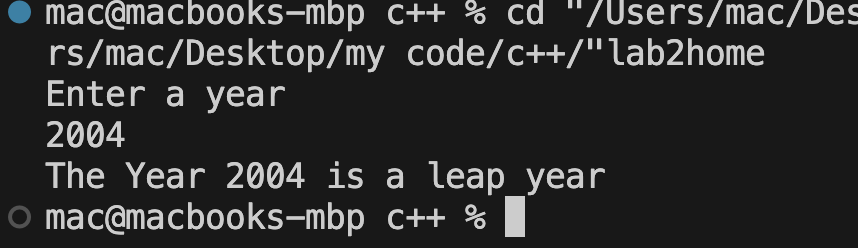 mac@macbooks-mbp c++ % cd "/Users/mac/Des
rs/mac/Desktop/my code/c++/"lab2home
Enter a year
2004
The Year 2004 is a leap year
mac@macbooks-mbp c++ %